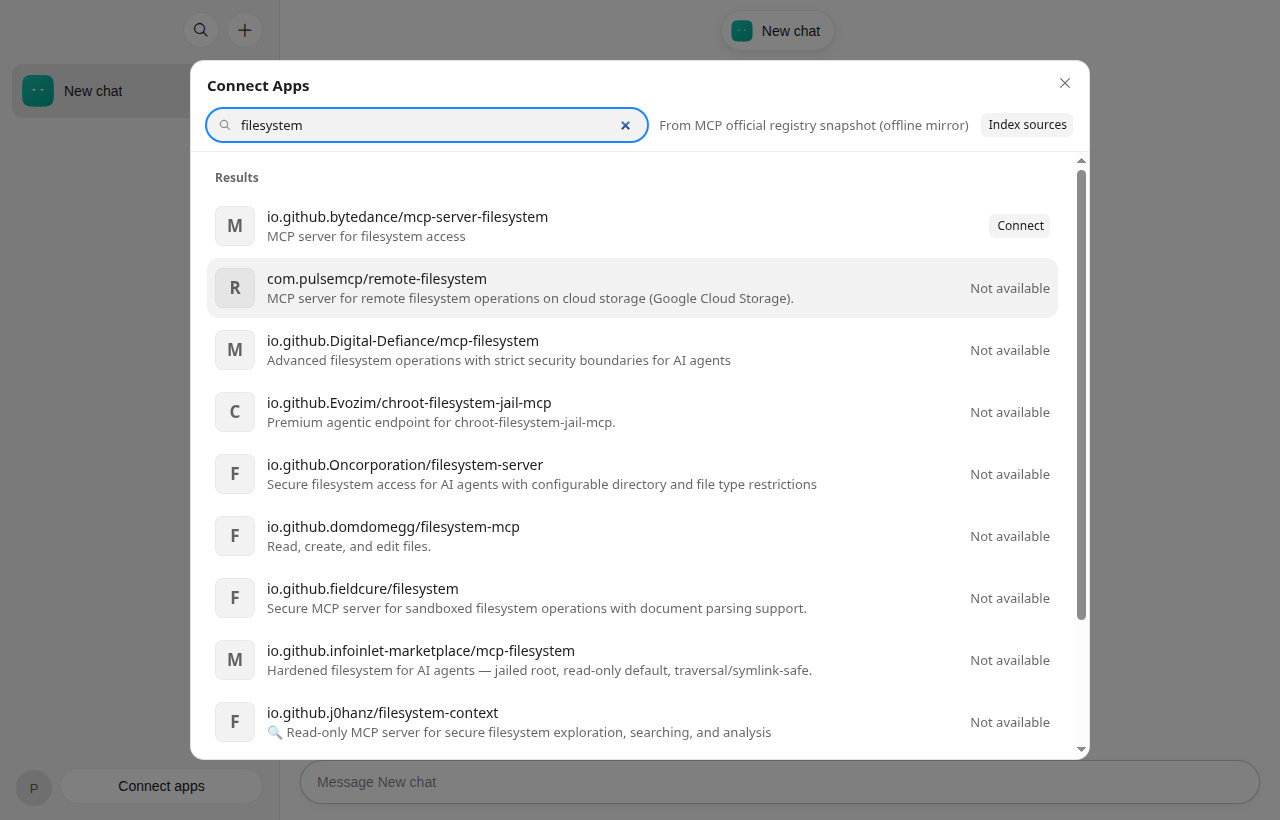 New chat
New chat
Connect Apps
filesystem
From MCP official registry snapshot (offline mirror)
Index sources
Results
M
io.github.bytedance/mcp-server-filesystem
MCP server for filesystem access
Connect
R
com.pulsemcp/remote-filesystem
MCP server for remote filesystem operations on cloud storage (Google Cloud Storage).
Not available
M
io.github.Digital-Defiance/mcp-filesystem
Advanced filesystem operations with strict security boundaries for AI agents
Not available
C
io.github.Evozim/chroot-filesystem-jail-mcp
Premium agentic endpoint for chroot-filesystem-jail-mcp.
Not available
F
io.github.Oncorporation/filesystem-server
Secure filesystem access for AI agents with configurable directory and file type restrictions
Not available
F
io.github.domdomegg/filesystem-mcp
Read, create, and edit files.
Not available
F
io.github.fieldcure/filesystem
Secure MCP server for sandboxed filesystem operations with document parsing support.
Not available
M
io.github.infoinlet-marketplace/mcp-filesystem
Hardened filesystem for AI agents — jailed root, read-only default, traversal/symlink-safe.
Not available
F
io.github.j0hanz/filesystem-context
🔍 Read-only MCP server for secure filesystem exploration, searching, and analysis
Not available
P
Connect apps
Message New chat